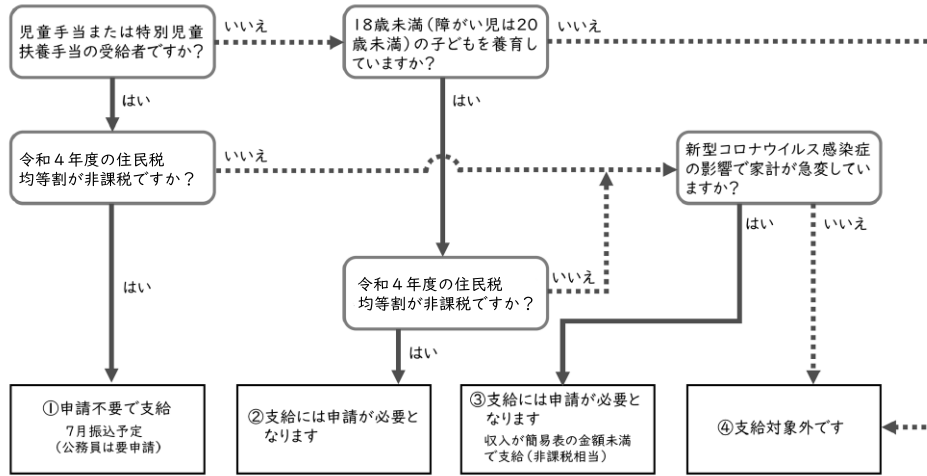 児童手当または特別児童
扶養手当の受給者ですか?
いいえ
18歳未満(障がい児は20
歳未満)の子どもを養育し
ていますか?
いいえ
はい
はい
令和4年度の住民税
均等割が非課税ですか?
いいえ
新型コロナウイルス感染症
の影響で家計が急変してい
ますか?
はい
いいえ
はい
令和4年度の住民税
均等割が非課税ですか?
いいえ
はい
①申請不要で支給
7月振込予定
(公務員は要申請)
②支給には申請が必要と
なります
③支給には申請が必要と
なります
収入が簡易表の金額未満
で支給(非課税相当)
④支給対象外です